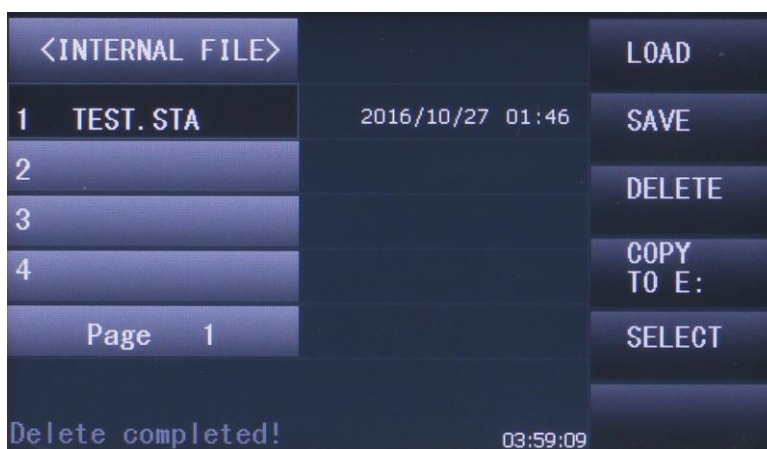 <INTERNAL FILE>
LOAD
1 TEST.STA 2016/10/27 01:46
SAVE
2
DELETE
3
4
COPY
TO E:
Page 1
SELECT
Delete completed!
03:59:09